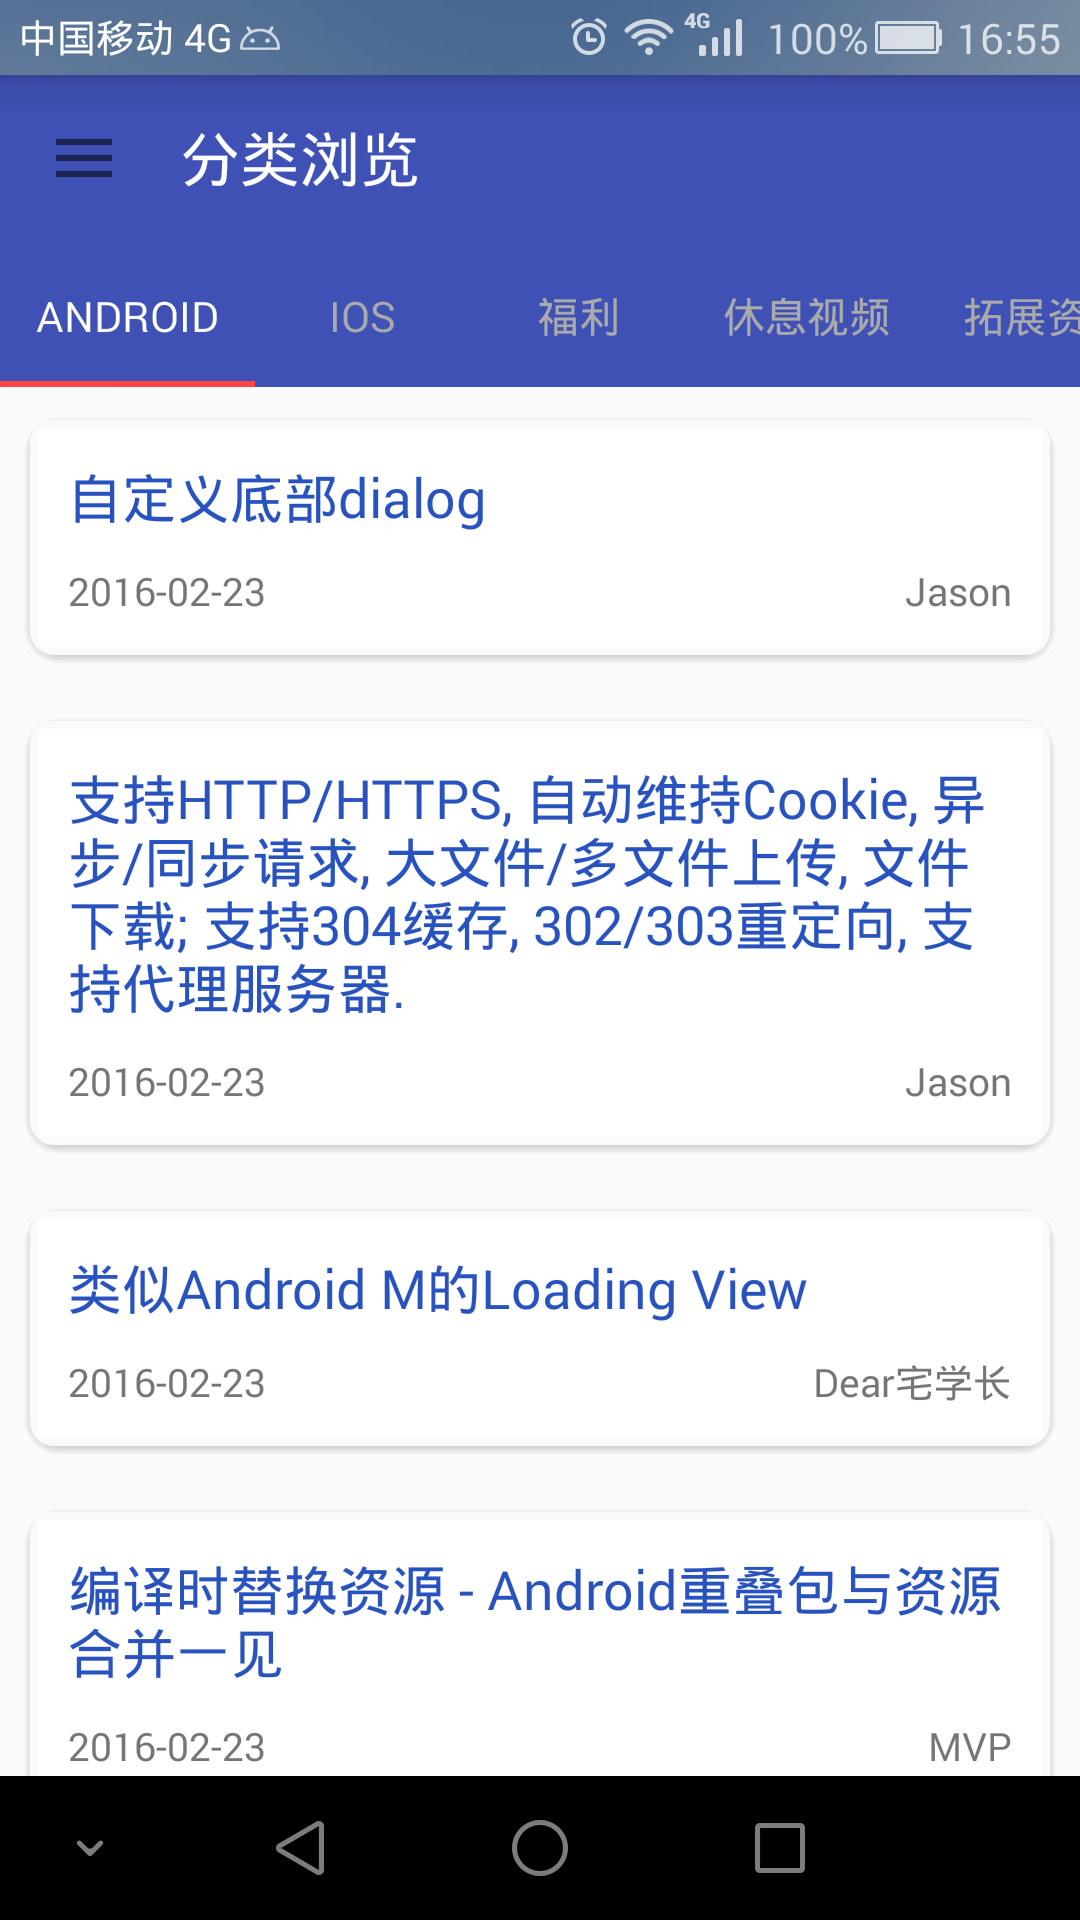 中国移动 4G 4G 100% 16:55
分类浏览
ANDROID IOS 福利 休息视频 拓展资
自定义底部dialog
2016-02-23 Jason
支持HTTP/HTTPS, 自动维持Cookie, 异
步/同步请求, 大文件/多文件上传, 文件
下载; 支持304缓存, 302/303重定向, 支
持代理服务器.
2016-02-23 Jason
类似Android M的Loading View
2016-02-23 Dear宅学长
编译时替换资源 - Android重叠包与资源
合并一见
2016-02-23 MVP